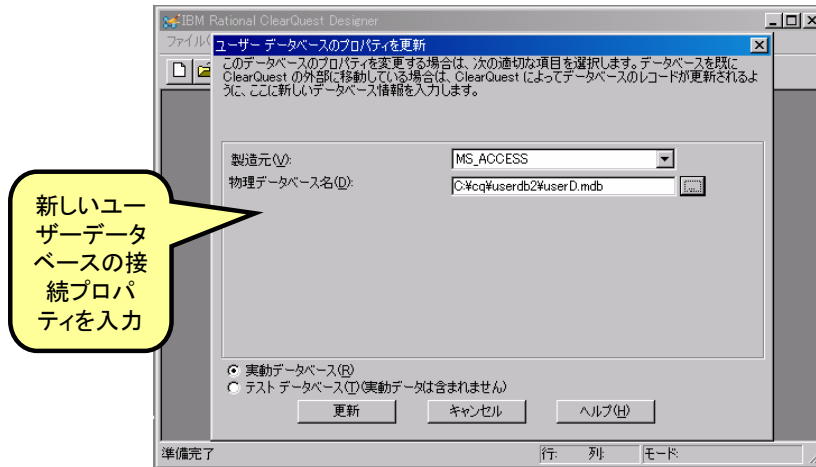 IBM Rational ClearQuest Designer
ファイル(
ユーザー データベースのプロパティを更新
このデータベースのプロパティを変更する場合は、次の適切な項目を選択します。データベースを既に
ClearQuest の外部に移動している場合は、ClearQuest によってデータベースのレコードが更新されるよ
うに、ここに新しいデータベース情報を入力します。
製造元(V):
MS_ACCESS
物理データベース名(D):
C:¥cq¥userdb2¥userD.mdb
...
新しいユー
ザーデータ
ベースの接
続プロパ
ティを入力
実動データベース(R)
テスト データベース(T)(実動データは含まれません)
更新
キャンセル
ヘルプ(H)
準備完了
行:
列:
モード: